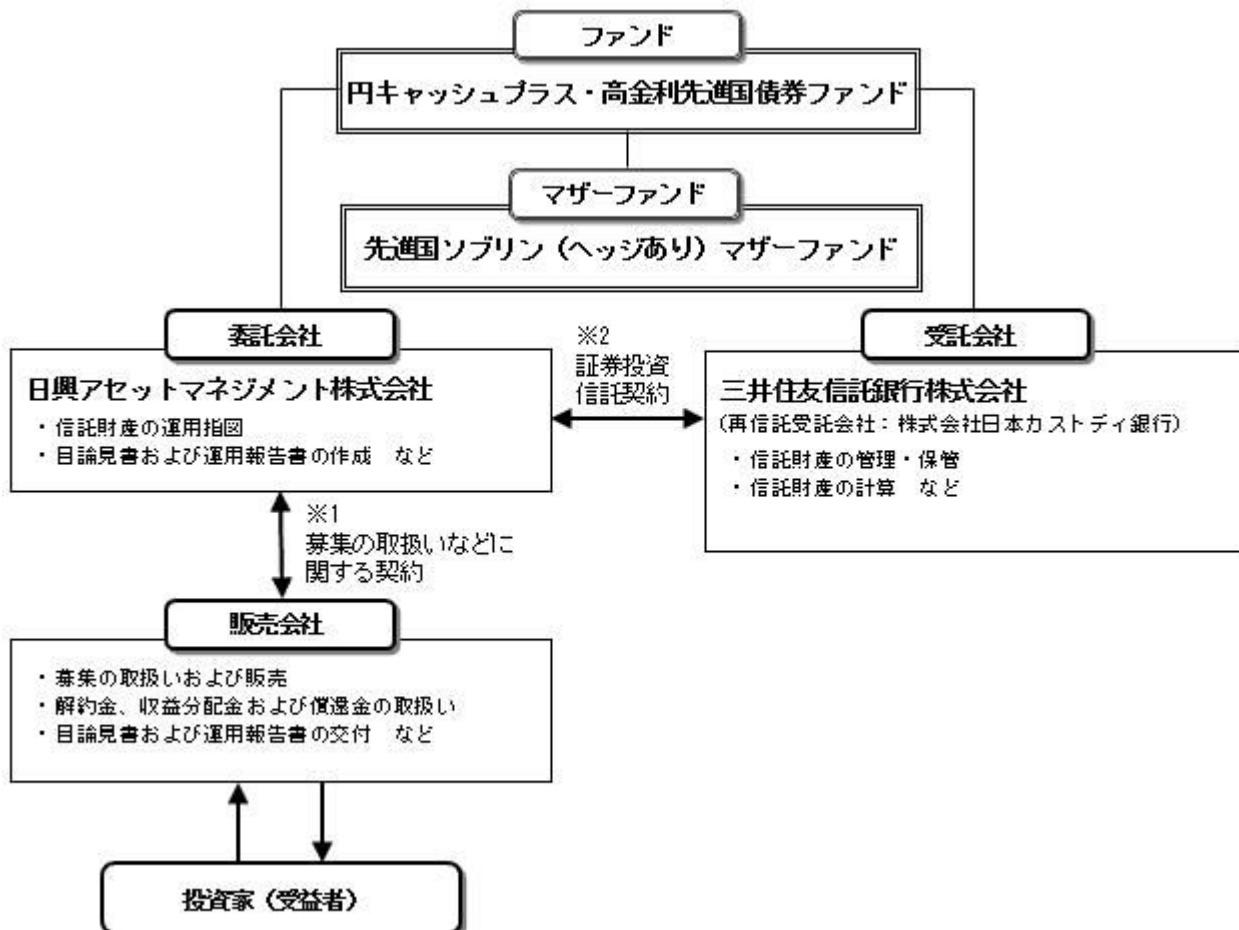 ファンド
円キャッシュプラス・高金利先進国債券ファンド
マザーファンド
先進国ソブリン（ヘッジあり）マザーファンド
委託会社
日興アセットマネジメント株式会社
・信託財産の運用指図
・目論見書および運用報告書の作成　など
※2
証券投資
信託契約
受託会社
三井住友信託銀行株式会社
（再信託受託会社：株式会社日本カストディ銀行）
・信託財産の管理・保管
・信託財産の計算　など
※1
募集の取扱いなどに
関する契約
販売会社
・募集の取扱いおよび販売
・解約金、収益分配金および償還金の取扱い
・目論見書および運用報告書の交付　など
投資家（受益者）